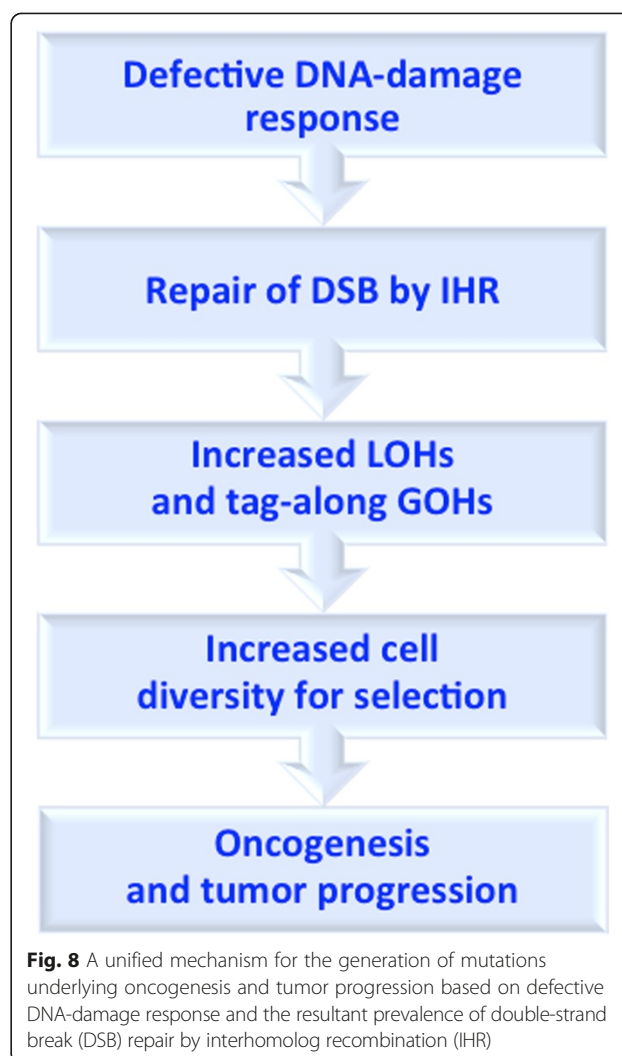 Defective DNA-damage
response
Repair of DSB by IHR
Increased LOHs
and tag-along GOHs
Increased cell
diversity for selection
Oncogenesis
and tumor progression
Fig. 8 A unified mechanism for the generation of mutations
underlying oncogenesis and tumor progression based on defective
DNA-damage response and the resultant prevalence of double-strand
break (DSB) repair by interhomolog recombination (IHR)